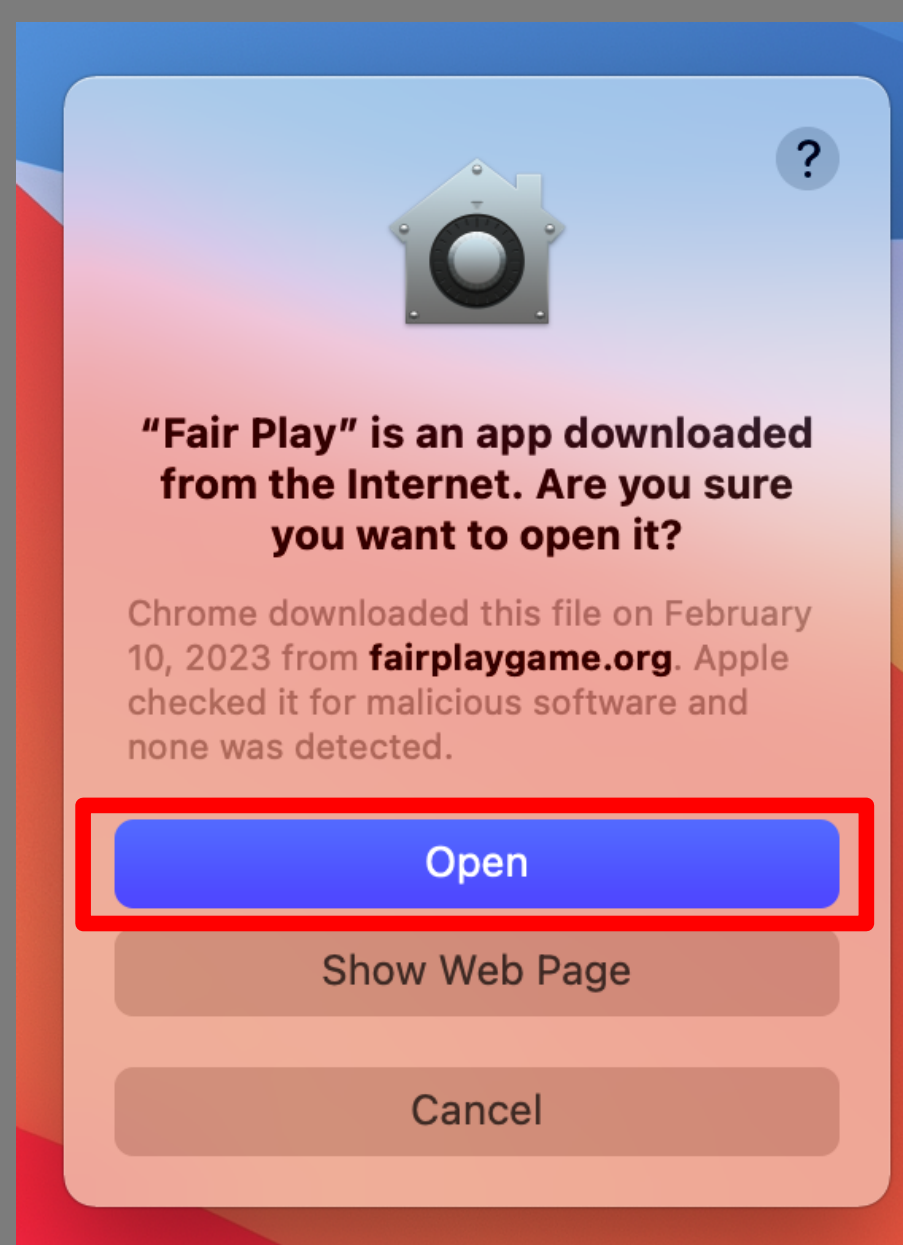 ?
“Fair Play” is an app downloaded
from the Internet. Are you sure
you want to open it?
Chrome downloaded this file on February
10, 2023 from fairplaygame.org. Apple
checked it for malicious software and
none was detected.
Open
Show Web Page
Cancel